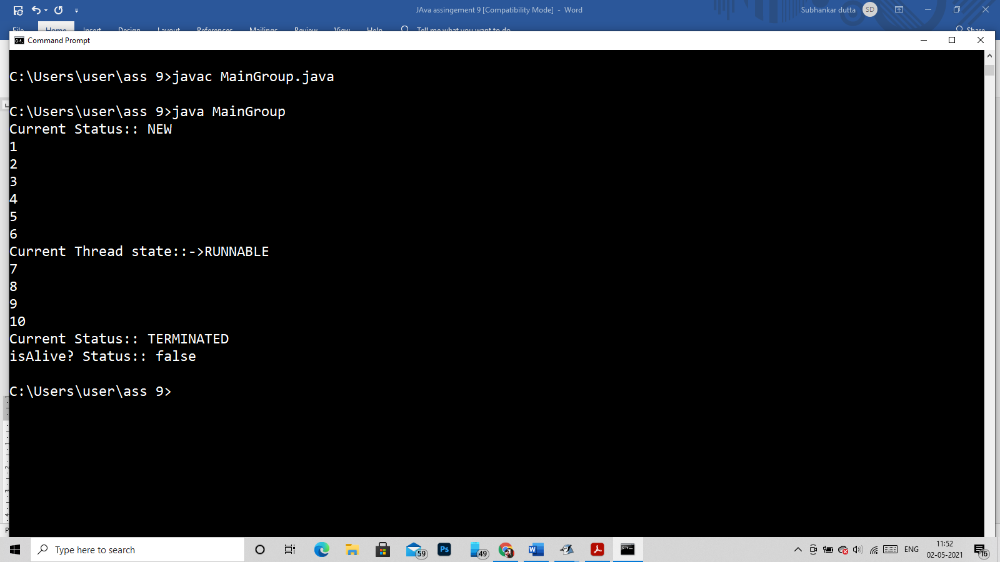 JAva assingement 9 [Compatibility Mode] - Word
Subhankar dutta
SD
File Home Insert Design Layout References Mailings Review View Help Tell me what you want to do Share
Command Prompt
C:\Users\user\ass 9>javac MainGroup.java
C:\Users\user\ass 9>java MainGroup
Current Status:: NEW
1
2
3
4
5
6
Current Thread state::->RUNNABLE
7
8
9
10
Current Status:: TERMINATED
isAlive? Status:: false
C:\Users\user\ass 9>
Type here to search
59
Ps
49
ENG
11:52
02-05-2021
16